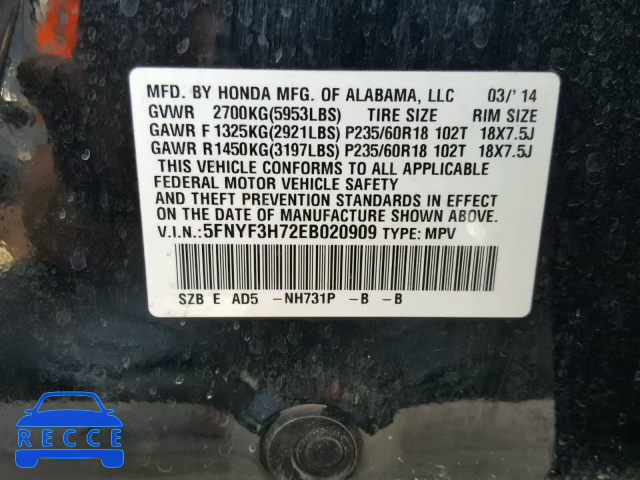 MFD. BY HONDA MFG. OF ALABAMA, LLC 03/' 14
GVWR 2700KG(5953LBS) TIRE SIZE RIM SIZE
GAWR F 1325KG(2921LBS) P235/60R18 102T 18X7.5J
GAWR R1450KG(3197LBS) P235/60R18 102T 18X7.5J
THIS VEHICLE CONFORMS TO ALL APPLICABLE
FEDERAL MOTOR VEHICLE SAFETY
AND THEFT PREVENTION STANDARDS IN EFFECT
ON THE DATE OF MANUFACTURE SHOWN ABOVE.
V.I.N.:5FNYF3H72EB020909 TYPE: MPV
SZB E AD5 -NH731P -B -B
RECCE